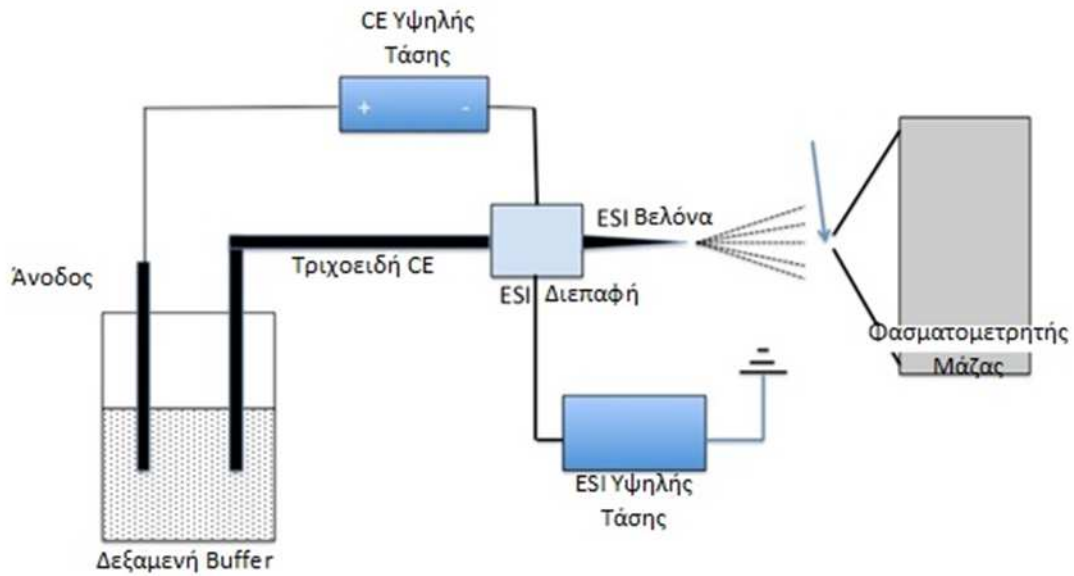 CE Υψηλής
Τάσης
+ -
ESI Βελόνα
Τριχοειδή CE
Άνοδος
ESI Διεπαφή
Φασματομετρητής
Μάζας
ESI Υψηλής
Τάσης
Δεξαμενή Buffer